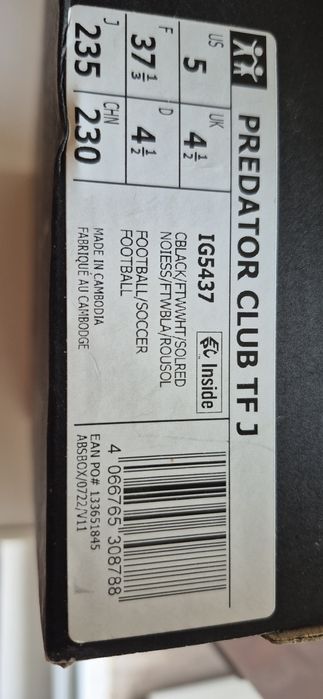 PREDATOR CLUB TF J
US
5
UK
4 1/2
F
37 1/3
D
4 1/2
J
235
CHN
230
IG5437
Inside
CBLACK/FTWWHT/SOLRED
NOIESS/FTWBLA/ROUSOL
FOOTBALL/SOCCER
FOOTBALL
MADE IN CAMBODIA
FABRIQUÉ AU CAMBODGE
4 066765 308788
EAN PO# 133651845
ABSBOX/0722/V11